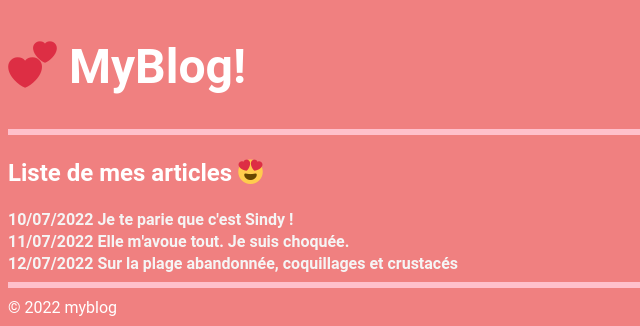 💕 MyBlog!
Liste de mes articles 😍
10/07/2022 Je te parie que c'est Sindy !
11/07/2022 Elle m'avoue tout. Je suis choquée.
12/07/2022 Sur la plage abandonnée, coquillages et crustacés
© 2022 myblog